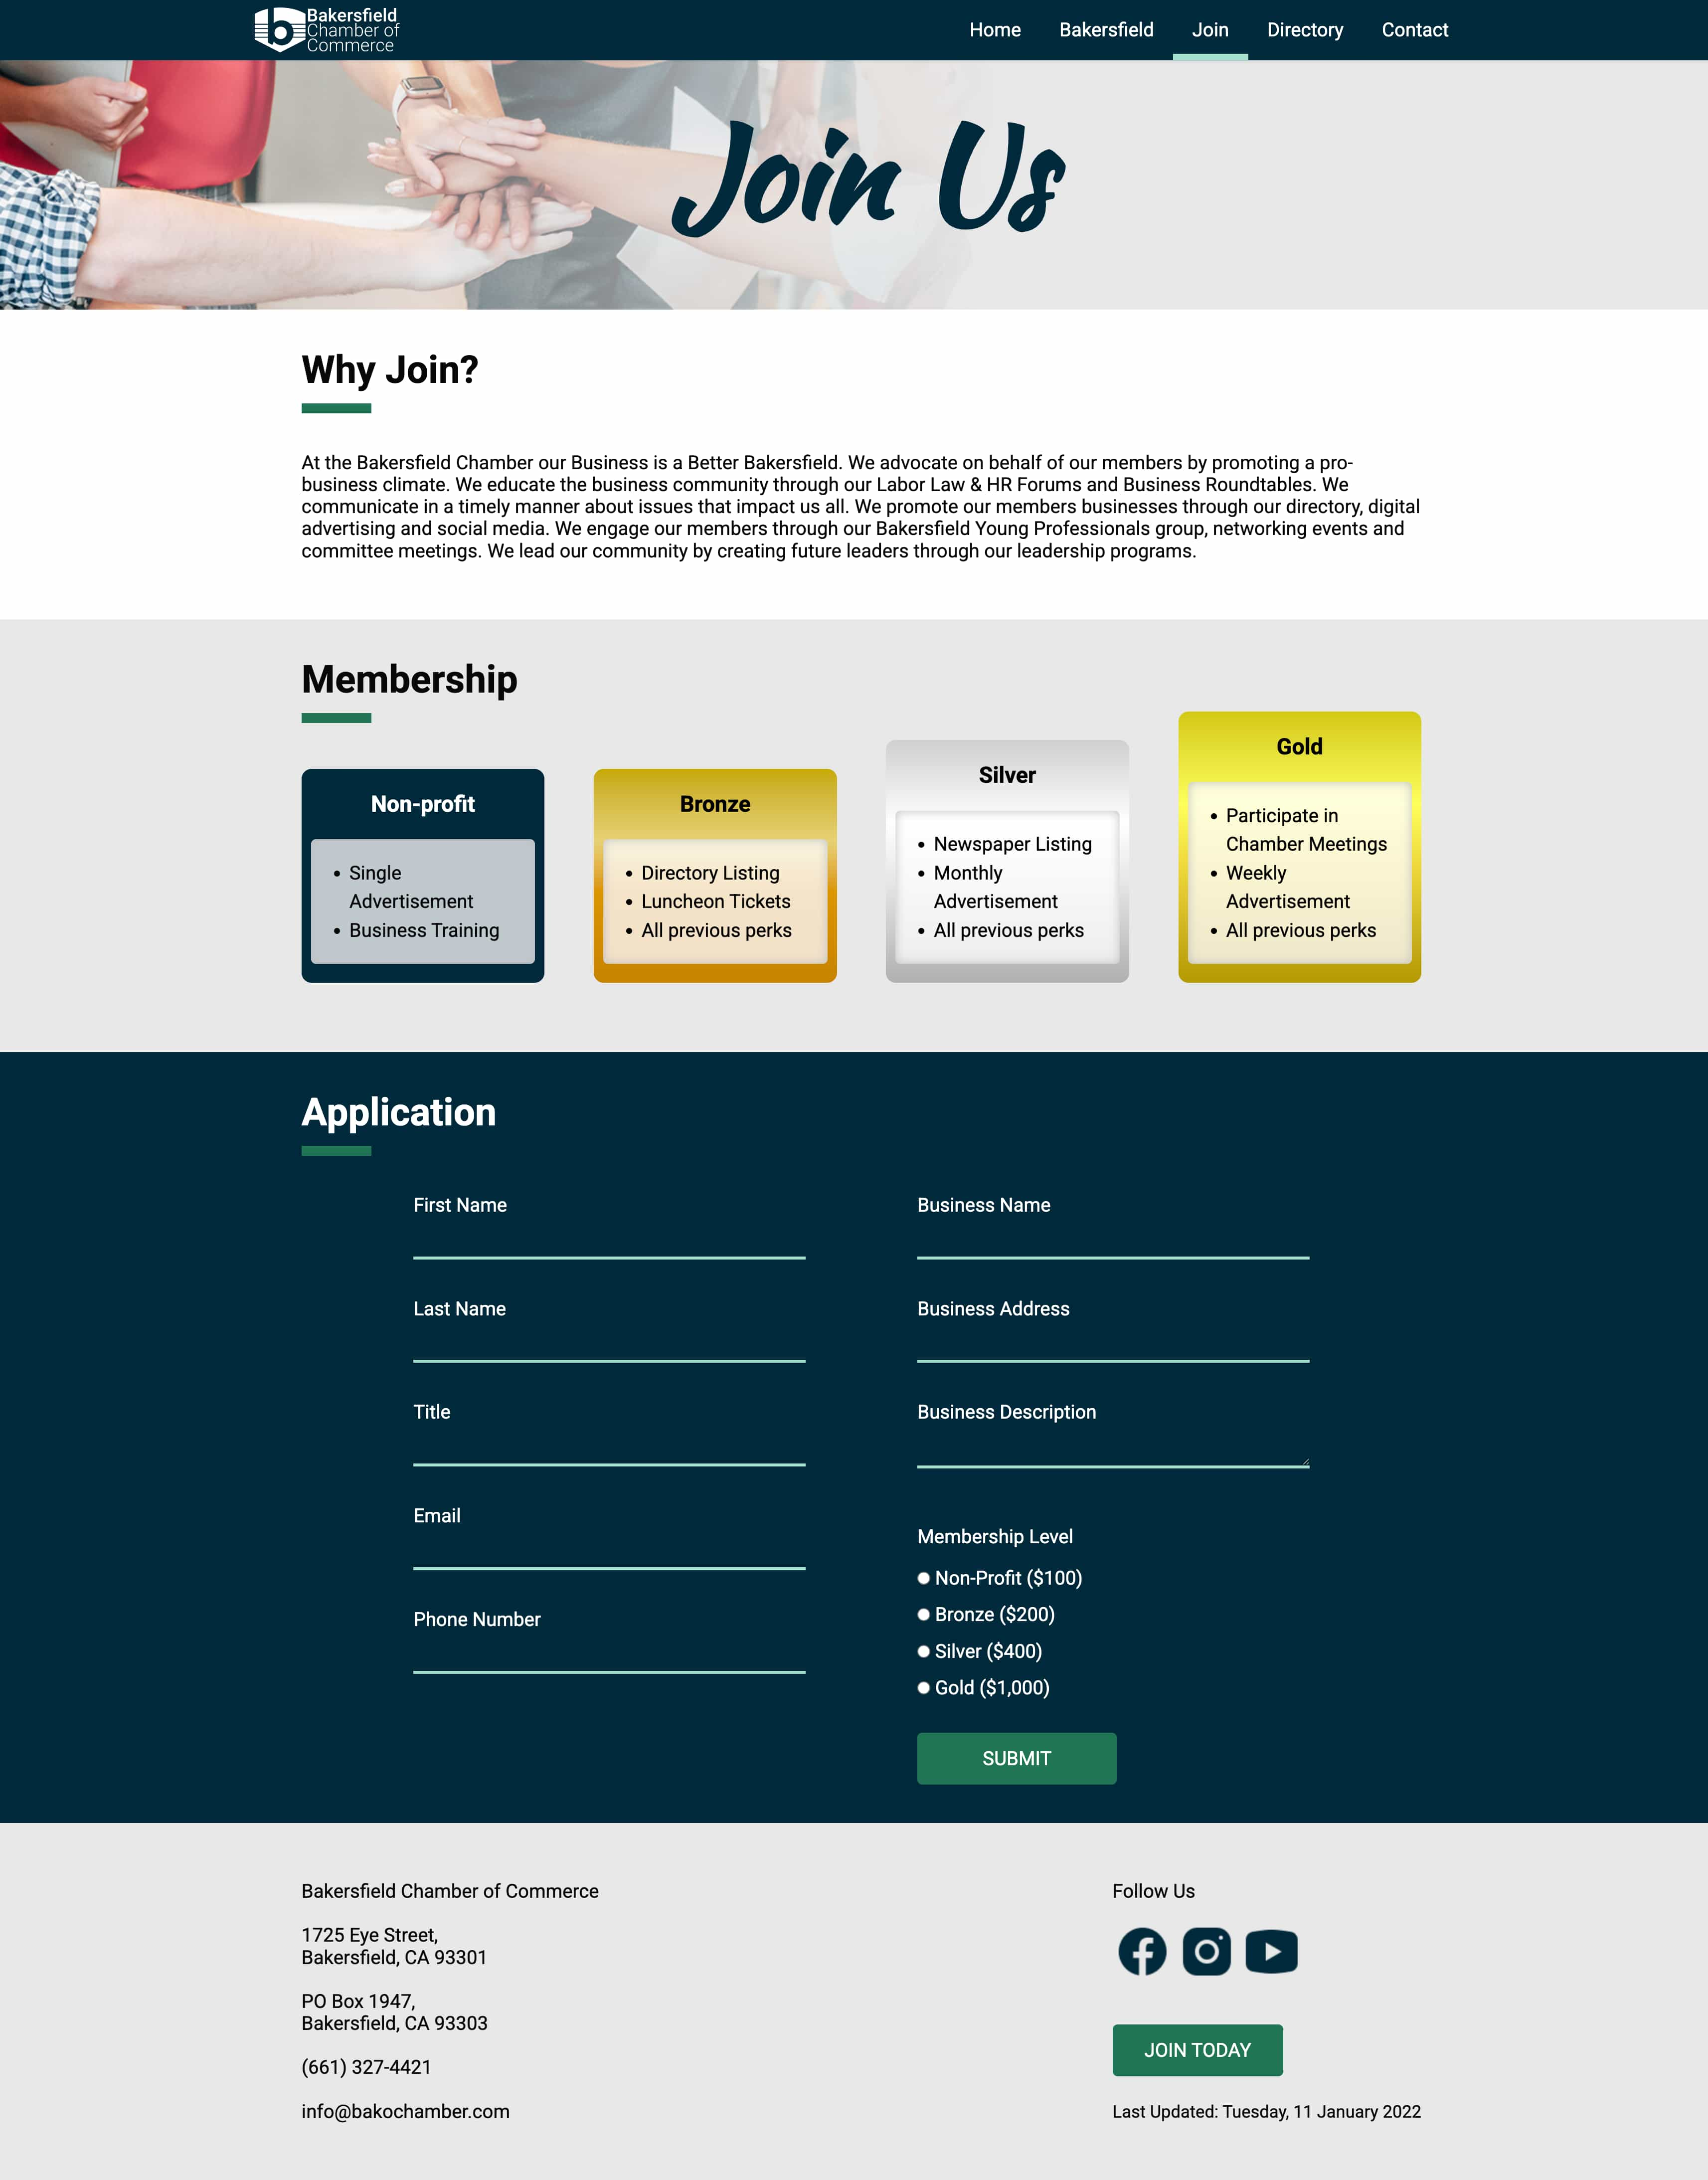 Bakersfield
Chamber of
Commerce
Home
Bakersfield
Join
Directory
Contact
Join Us
Why Join?
At the Bakersfield Chamber our Business is a Better Bakersfield. We advocate on behalf of our members by promoting a pro-
business climate. We educate the business community through our Labor Law & HR Forums and Business Roundtables. We
communicate in a timely manner about issues that impact us all. We promote our members businesses through our directory, digital
advertising and social media. We engage our members through our Bakersfield Young Professionals group, networking events and
committee meetings. We lead our community by creating future leaders through our leadership programs.
Membership
Non-profit
• Single
Advertisement
• Business Training
Bronze
• Directory Listing
• Luncheon Tickets
• All previous perks
Silver
• Newspaper Listing
• Monthly
Advertisement
• All previous perks
Gold
• Participate in
Chamber Meetings
• Weekly
Advertisement
• All previous perks
Application
First Name
Last Name
Title
Email
Phone Number
Business Name
Business Address
Business Description
Membership Level
Non-Profit ($100)
Bronze ($200)
Silver ($400)
Gold ($1,000)
SUBMIT
Bakersfield Chamber of Commerce
1725 Eye Street,
Bakersfield, CA 93301
PO Box 1947,
Bakersfield, CA 93303
(661) 327-4421
info@bakochamber.com
Follow Us
JOIN TODAY
Last Updated: Tuesday, 11 January 2022